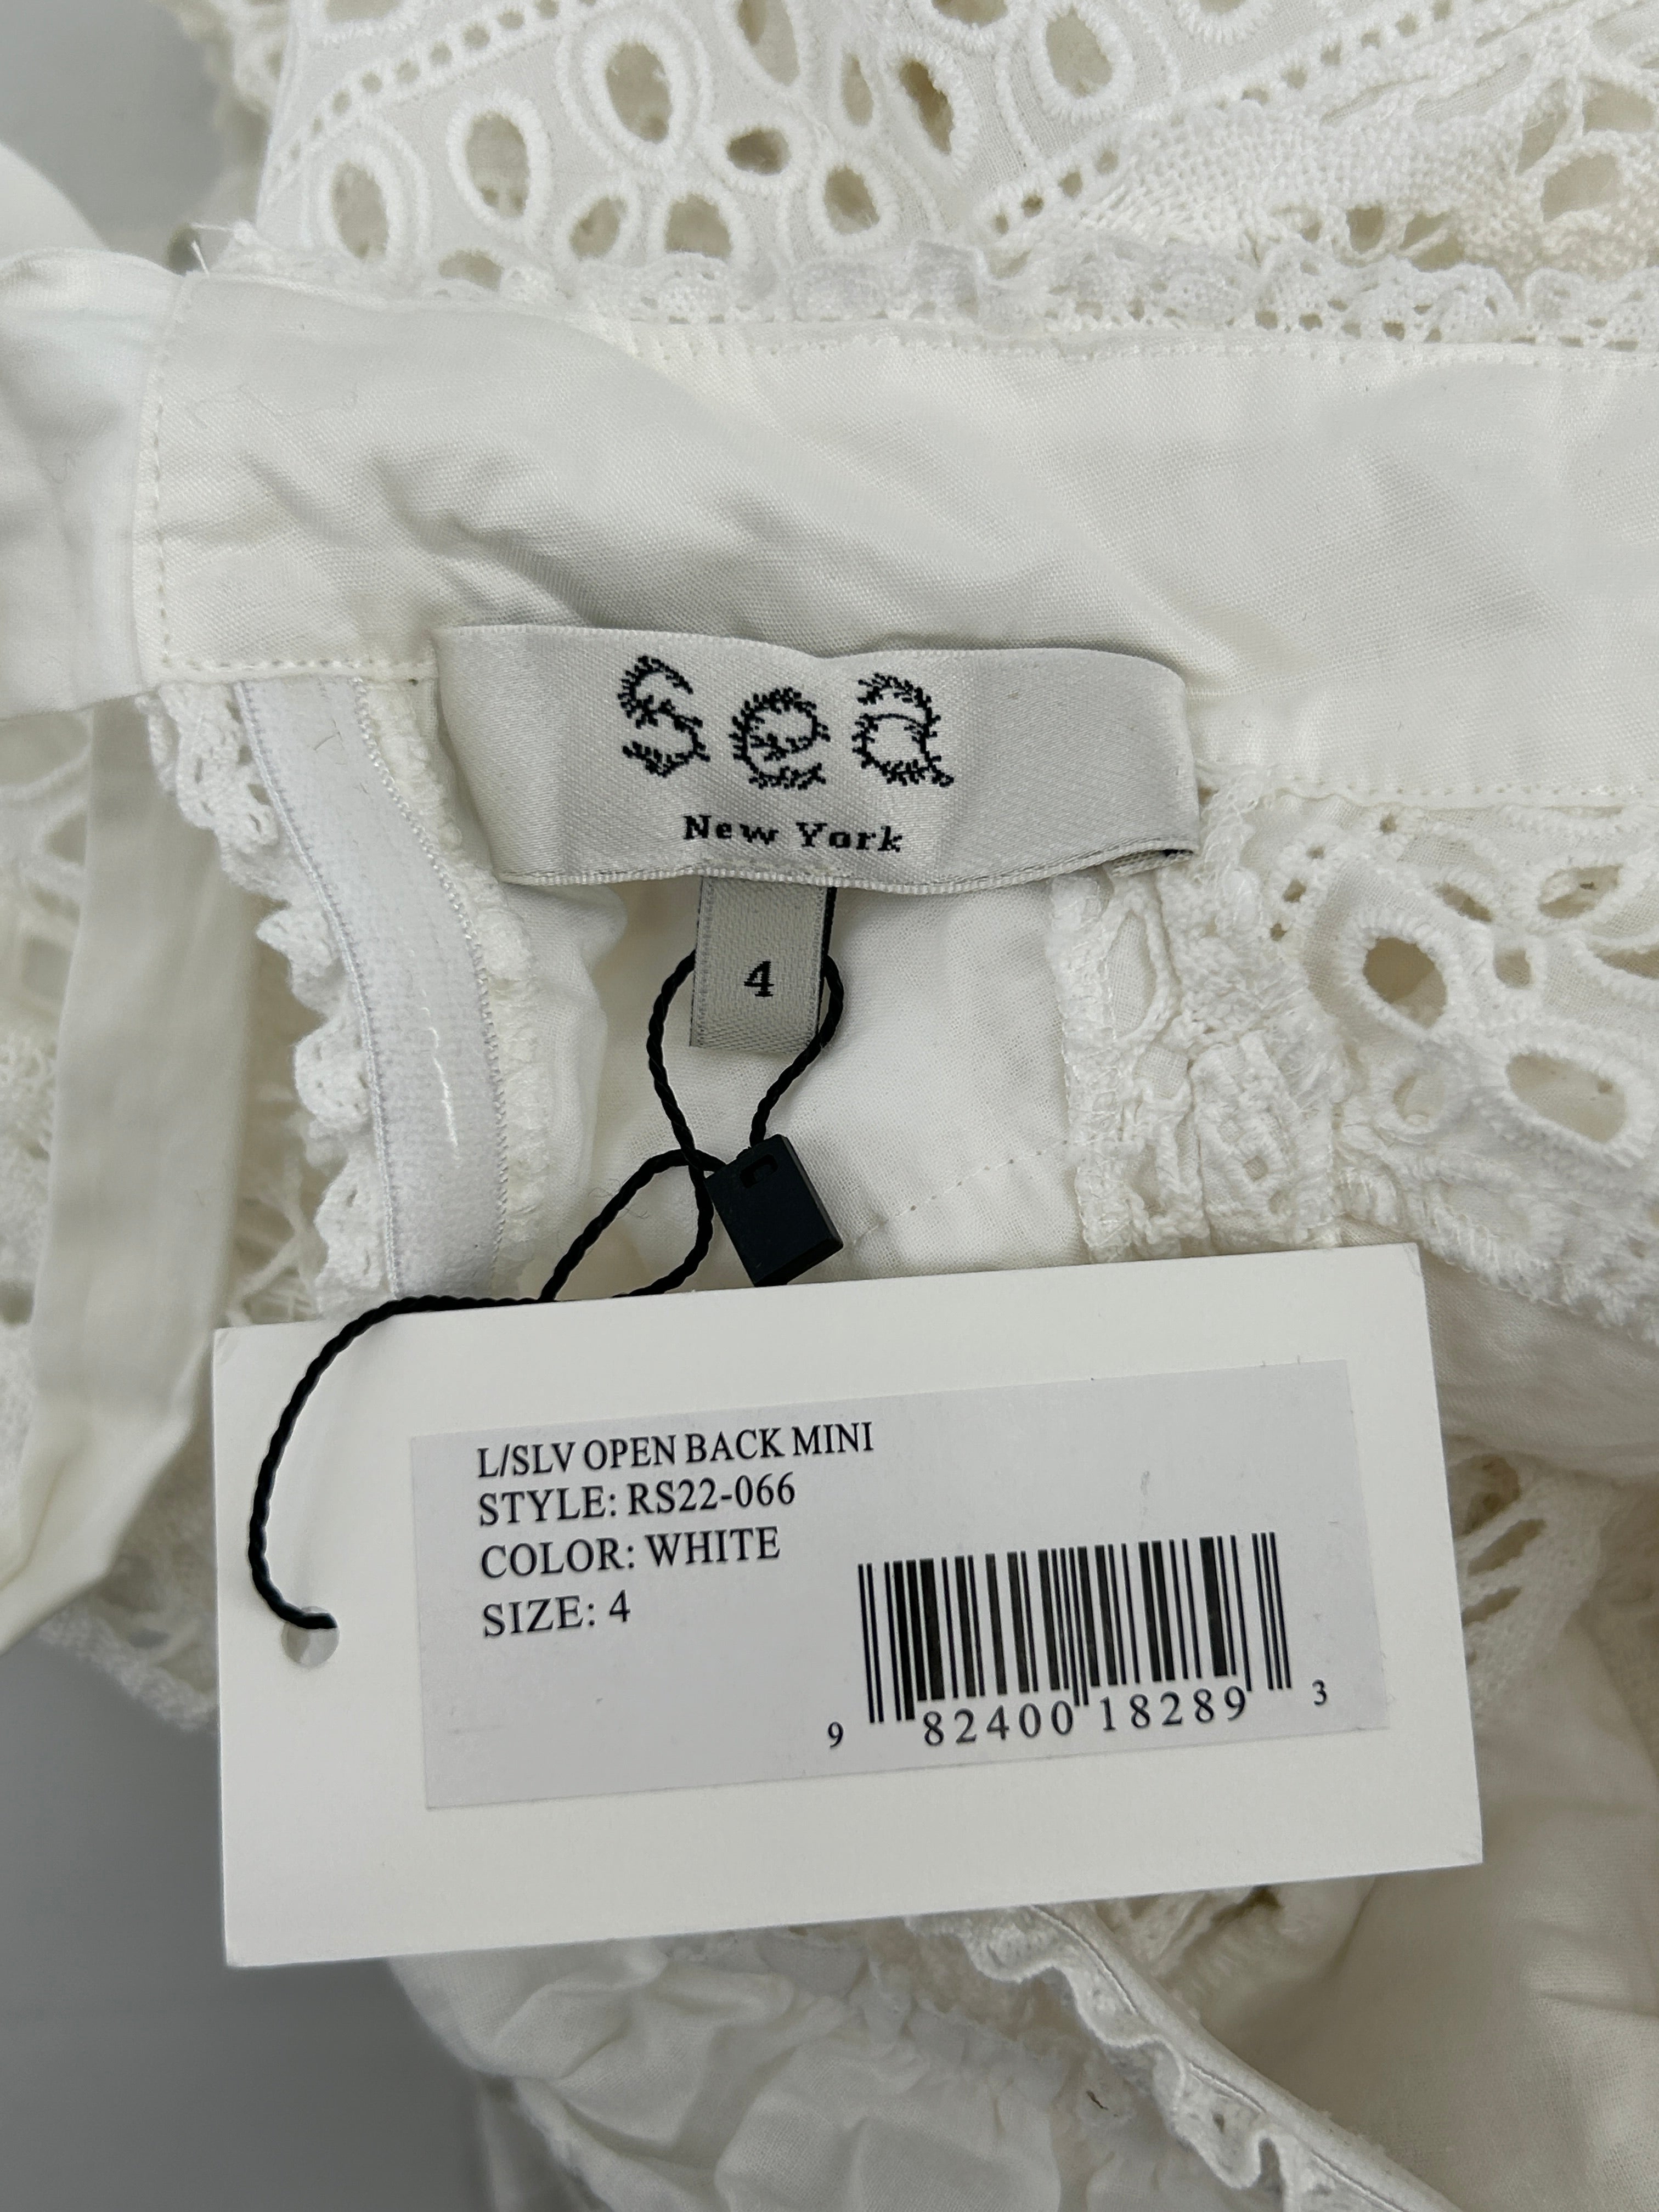 Sea
New York
4
L/SLV OPEN BACK MINI
STYLE: RS22-066
COLOR: WHITE
SIZE: 4
9 82400 18289 3